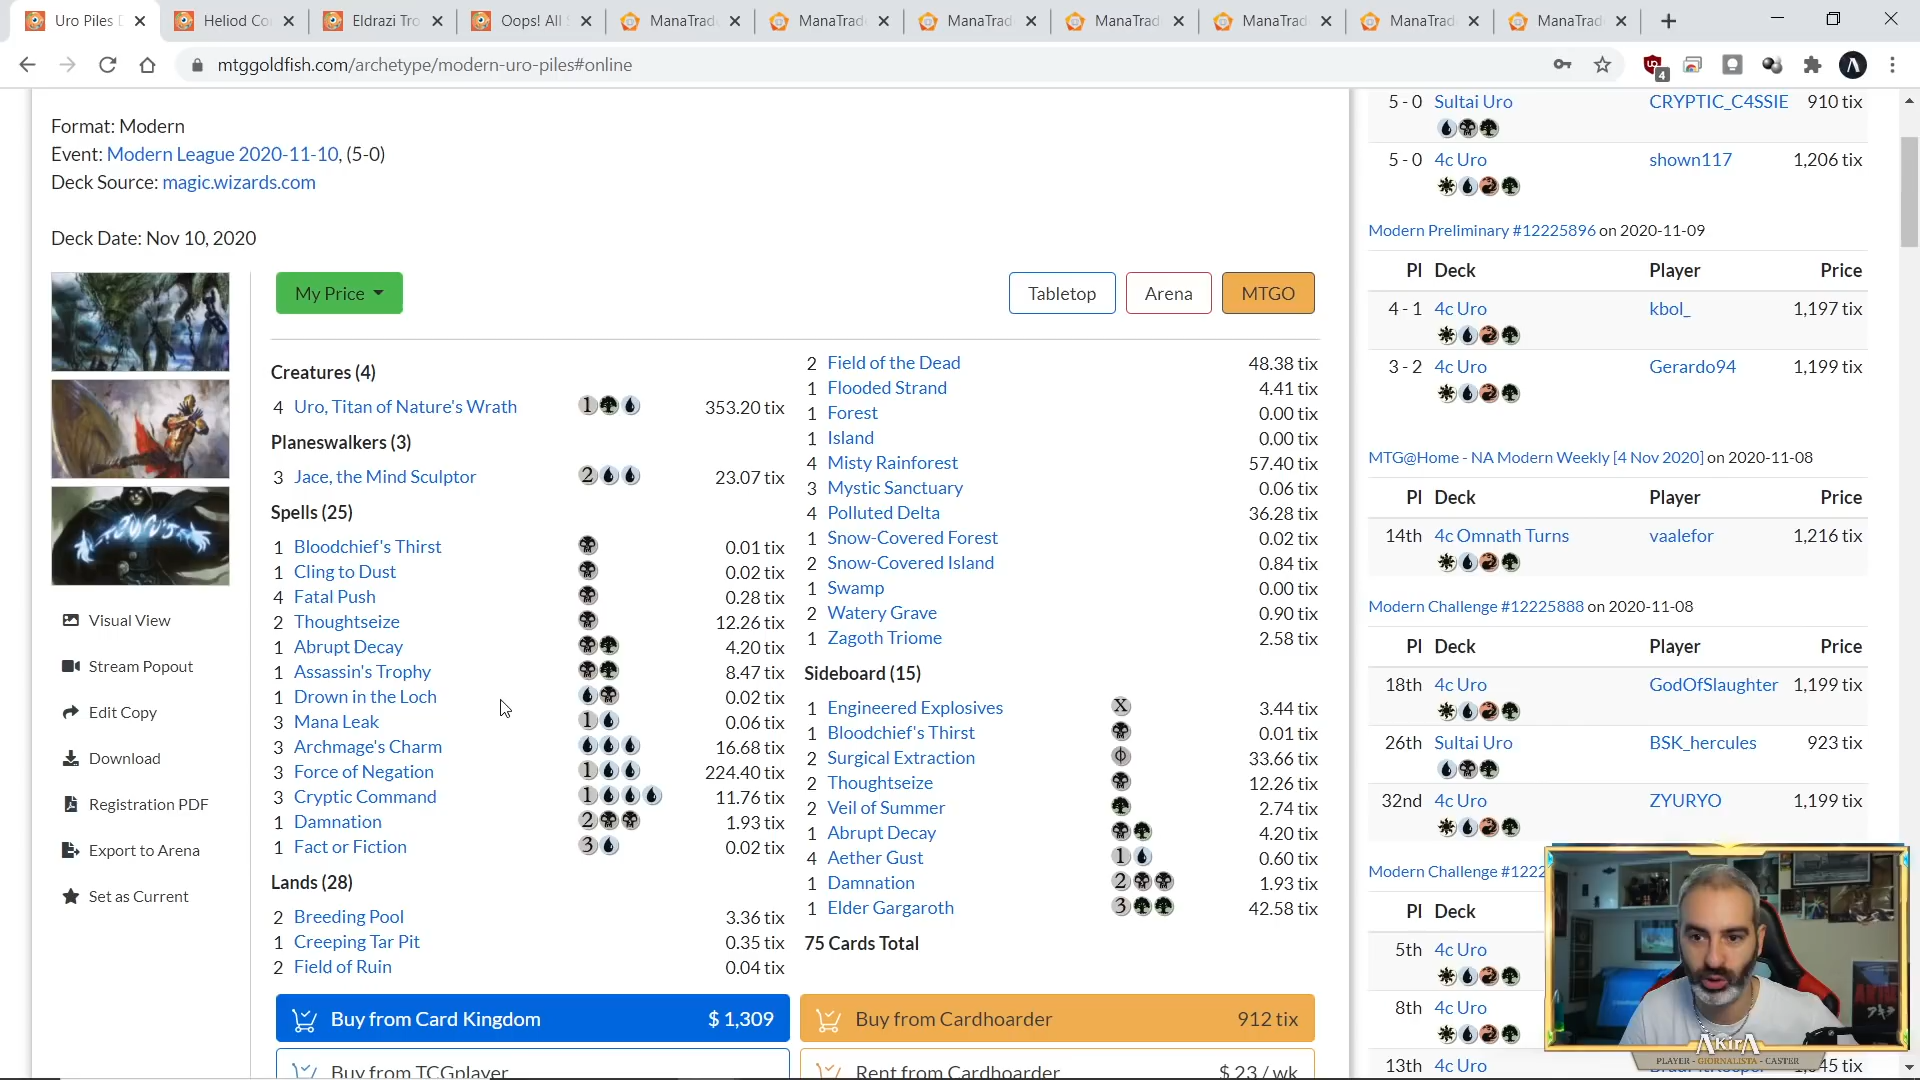 Uro Piles D
Heliod Co
Eldrazi Tro
Oops! All S
ManaTrad
ManaTrad
ManaTrad
ManaTrad
ManaTrad
ManaTrad
ManaTrad
mtggoldfish.com/archetype/modern-uro-piles#online
4
Format: Modern
Event: Modern League 2020-11-10, (5-0)
Deck Source: magic.wizards.com
Deck Date: Nov 10, 2020
My Price
Tabletop
Arena
MTGO
Visual View
Stream Popout
Edit Copy
Download
Registration PDF
Export to Arena
Set as Current
Creatures (4)
4 Uro, Titan of Nature's Wrath 1 353.20 tix
Planeswalkers (3)
3 Jace, the Mind Sculptor 2 23.07 tix
Spells (25)
1 Bloodchief's Thirst 0.01 tix
1 Cling to Dust 0.02 tix
4 Fatal Push 0.28 tix
2 Thoughtseize 12.26 tix
1 Abrupt Decay 4.20 tix
1 Assassin's Trophy 8.47 tix
1 Drown in the Loch 0.02 tix
3 Mana Leak 1 0.06 tix
3 Archmage's Charm 16.68 tix
3 Force of Negation 1 224.40 tix
3 Cryptic Command 1 11.76 tix
1 Damnation 2 1.93 tix
1 Fact or Fiction 3 0.02 tix
Lands (28)
2 Breeding Pool 3.36 tix
1 Creeping Tar Pit 0.35 tix
2 Field of Ruin 0.04 tix
2 Field of the Dead 48.38 tix
1 Flooded Strand 4.41 tix
1 Forest 0.00 tix
1 Island 0.00 tix
4 Misty Rainforest 57.40 tix
3 Mystic Sanctuary 0.06 tix
4 Polluted Delta 36.28 tix
1 Snow-Covered Forest 0.02 tix
2 Snow-Covered Island 0.84 tix
1 Swamp 0.00 tix
2 Watery Grave 0.90 tix
1 Zagoth Triome 2.58 tix
Sideboard (15)
1 Engineered Explosives X 3.44 tix
1 Bloodchief's Thirst 0.01 tix
2 Surgical Extraction 33.66 tix
2 Thoughtseize 12.26 tix
2 Veil of Summer 2.74 tix
1 Abrupt Decay 4.20 tix
4 Aether Gust 1 0.60 tix
1 Damnation 2 1.93 tix
1 Elder Gargaroth 3 42.58 tix
75 Cards Total
Buy from Card Kingdom $ 1,309
Buy from Cardhoarder 912 tix
Buy from TCGplayer
Rent from Cardhoarder $ 23 / wk
5 - 0 Sultai Uro CRYPTIC_C4SSIE 910 tix
5 - 0 4c Uro shown117 1,206 tix
Modern Preliminary #12225896 on 2020-11-09
Pl Deck Player Price
4 - 1 4c Uro kbol_ 1,197 tix
3 - 2 4c Uro Gerardo94 1,199 tix
MTG@Home - NA Modern Weekly [4 Nov 2020] on 2020-11-08
Pl Deck Player Price
14th 4c Omnath Turns vaalefor 1,216 tix
Modern Challenge #12225888 on 2020-11-08
Pl Deck Player Price
18th 4c Uro GodOfSlaughter 1,199 tix
26th Sultai Uro BSK_hercules 923 tix
32nd 4c Uro ZYURYO 1,199 tix
Modern Challenge #1222
Pl Deck
5th 4c Uro
8th 4c Uro
13th 4c Uro
AkirA
PLAYER - GIORNALISTA - CASTER